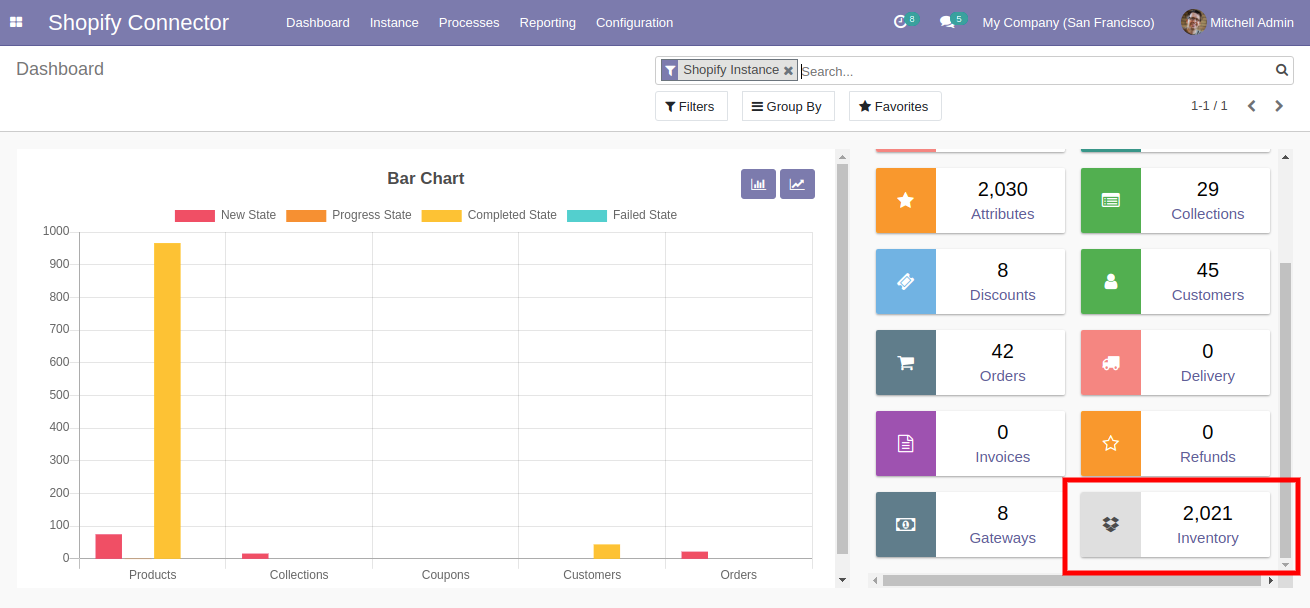 Shopify Connector
Dashboard Instance Processes Reporting Configuration
8 5 My Company (San Francisco) Mitchell Admin
Dashboard
Shopify Instance Search...
Filters Group By Favorites
1-1 / 1
Bar Chart
New State Progress State Completed State Failed State
1000
900
800
700
600
500
400
300
200
100
0
Products Collections Coupons Customers Orders
2,030
Attributes
29
Collections
8
Discounts
45
Customers
42
Orders
0
Delivery
0
Invoices
0
Refunds
8
Gateways
2,021
Inventory